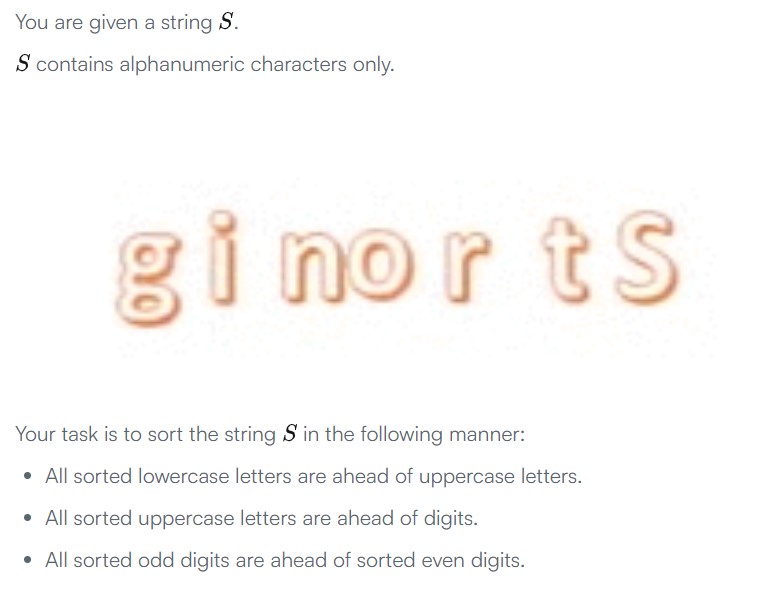 You are given a string S.
S contains alphanumeric characters only.
g i nor tS
Your task is to sort the string S in the following manner:
• All sorted lowercase letters are ahead of uppercase letters.
• All sorted uppercase letters are ahead of digits.
• All sorted odd digits are ahead of sorted even digits.